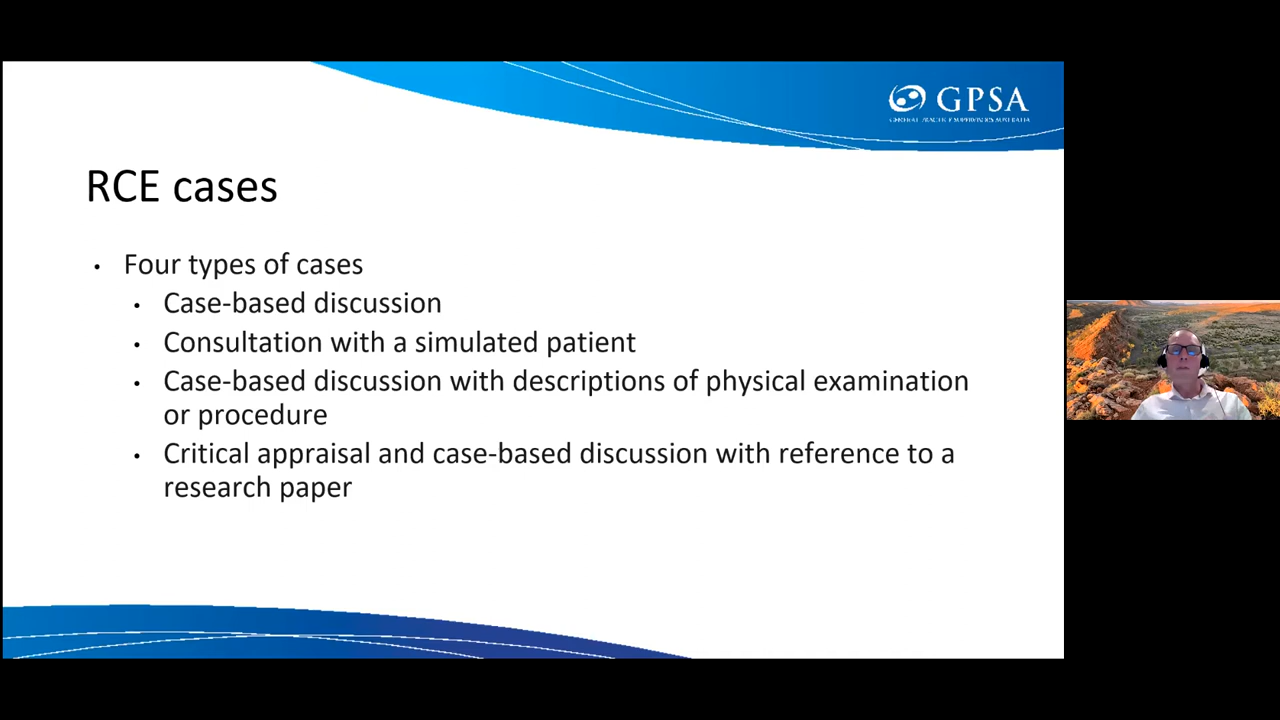 GPSA
GENERAL PRACTICE SUPERVISORS AUSTRALIA
RCE cases
• Four types of cases
• Case-based discussion
• Consultation with a simulated patient
• Case-based discussion with descriptions of physical examination
or procedure
• Critical appraisal and case-based discussion with reference to a
research paper